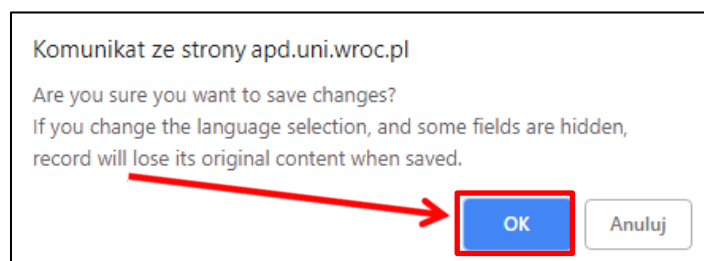 Komunikat ze strony apd.uni.wroc.pl
Are you sure you want to save changes?
If you change the language selection, and some fields are hidden,
record will lose its original content when saved.
OK
Anuluj